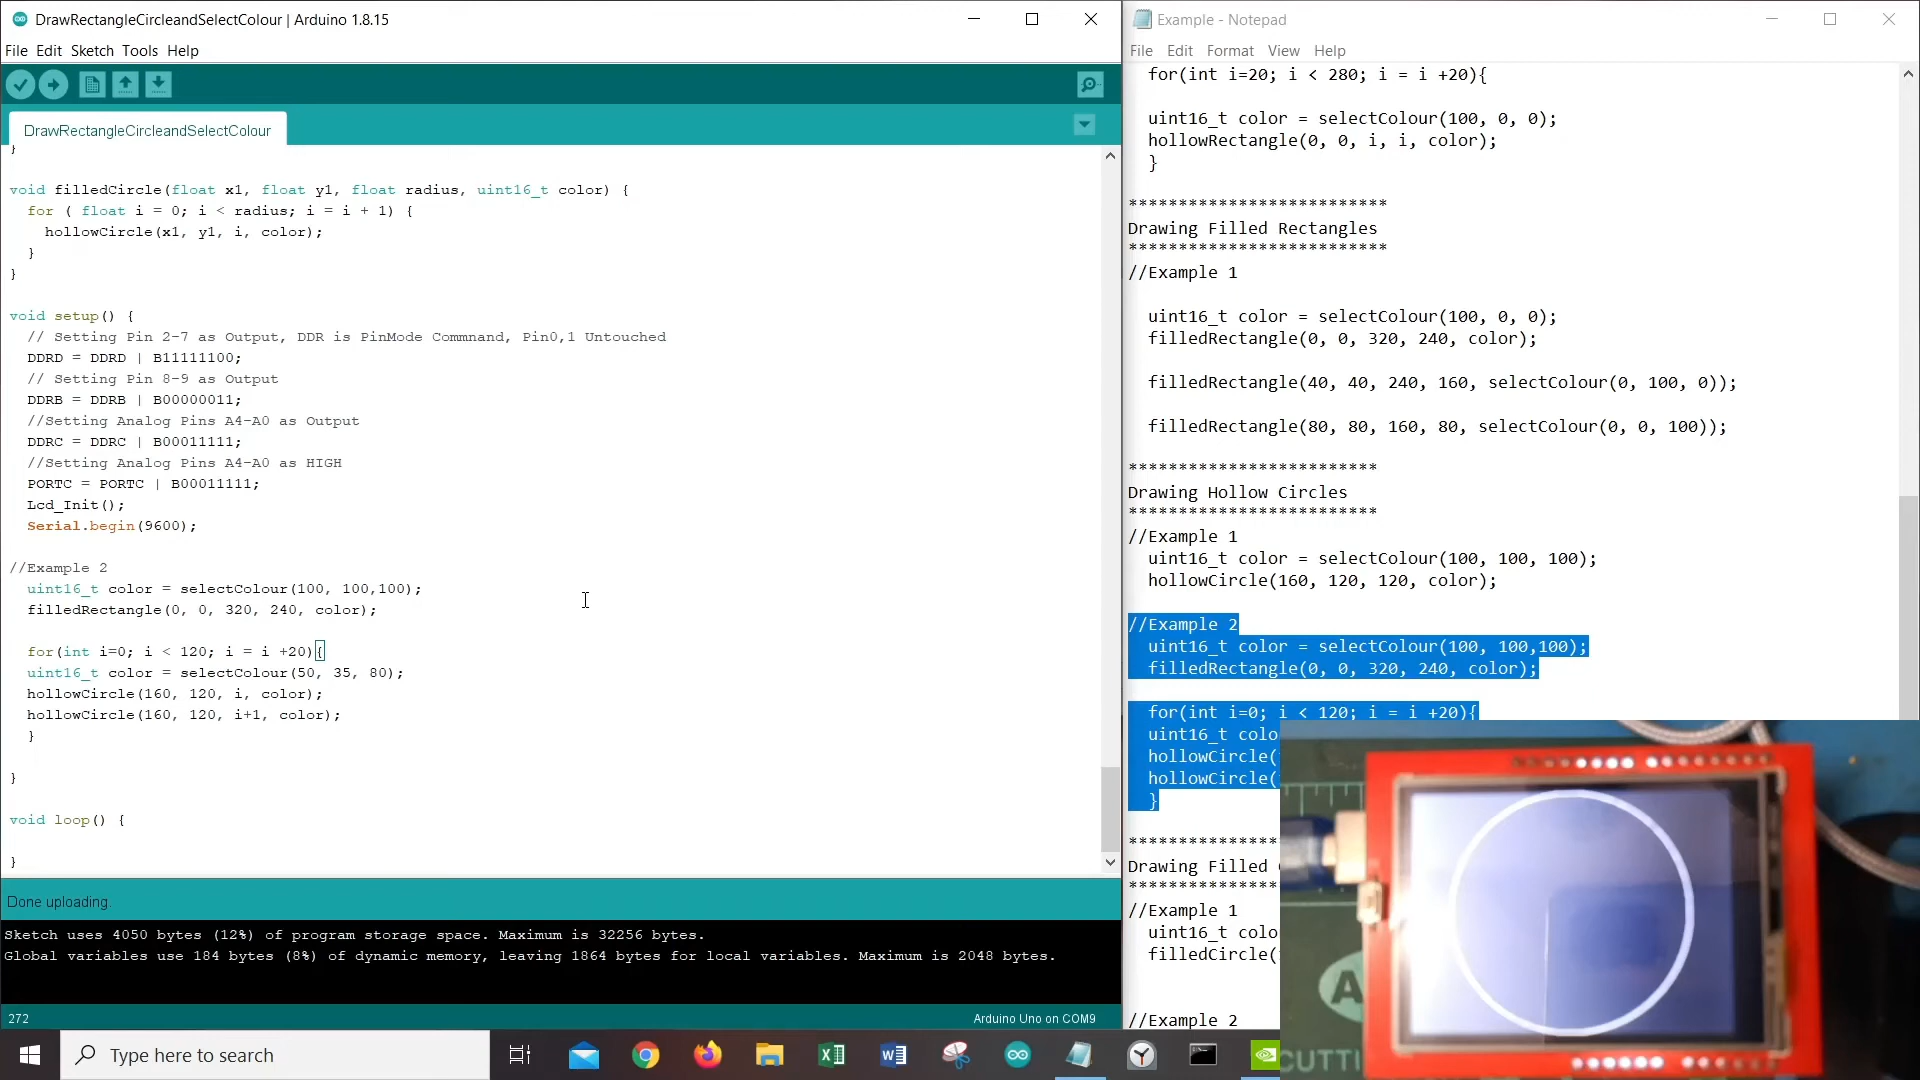 DrawRectangleCircleandSelectColour | Arduino 1.8.15
File Edit Sketch Tools Help
DrawRectangleCircleandSelectColour
}
void filledCircle(float x1, float y1, float radius, uint16_t color) {
for ( float i = 0; i < radius; i = i + 1) {
hollowCircle(x1, y1, i, color);
}
}
void setup() {
// Setting Pin 2-7 as Output, DDR is PinMode Commnand, Pin0,1 Untouched
DDRD = DDRD | B11111100;
// Setting Pin 8-9 as Output
DDRB = DDRB | B00000011;
//Setting Analog Pins A4-A0 as Output
DDRC = DDRC | B00011111;
//Setting Analog Pins A4-A0 as HIGH
PORTC = PORTC | B00011111;
Lcd_Init();
Serial.begin(9600);
//Example 2
uint16_t color = selectColour(100, 100,100);
filledRectangle(0, 0, 320, 240, color);
for(int i=0; i < 120; i = i +20){
uint16_t color = selectColour(50, 35, 80);
hollowCircle(160, 120, i, color);
hollowCircle(160, 120, i+1, color);
}
}
void loop() {
}
Done uploading.
Sketch uses 4050 bytes (12%) of program storage space. Maximum is 32256 bytes.
Global variables use 184 bytes (8%) of dynamic memory, leaving 1864 bytes for local variables. Maximum is 2048 bytes.
272
Arduino Uno on COM9
Example - Notepad
File Edit Format View Help
for(int i=20; i < 280; i = i +20){
uint16_t color = selectColour(100, 0, 0);
hollowRectangle(0, 0, i, i, color);
}
**************************
Drawing Filled Rectangles
**************************
//Example 1
uint16_t color = selectColour(100, 0, 0);
filledRectangle(0, 0, 320, 240, color);
filledRectangle(40, 40, 240, 160, selectColour(0, 100, 0));
filledRectangle(80, 80, 160, 80, selectColour(0, 0, 100));
*************************
Drawing Hollow Circles
*************************
//Example 1
uint16_t color = selectColour(100, 100, 100);
hollowCircle(160, 120, 120, color);
//Example 2
uint16_t color = selectColour(100, 100,100);
filledRectangle(0, 0, 320, 240, color);
for(int i=0; i < 120; i = i +20){
uint16_t colo
hollowCircle(
hollowCircle(
}
***************
Drawing Filled
***************
//Example 1
uint16_t colo
filledCircle(
//Example 2
CUTTI
Type here to search